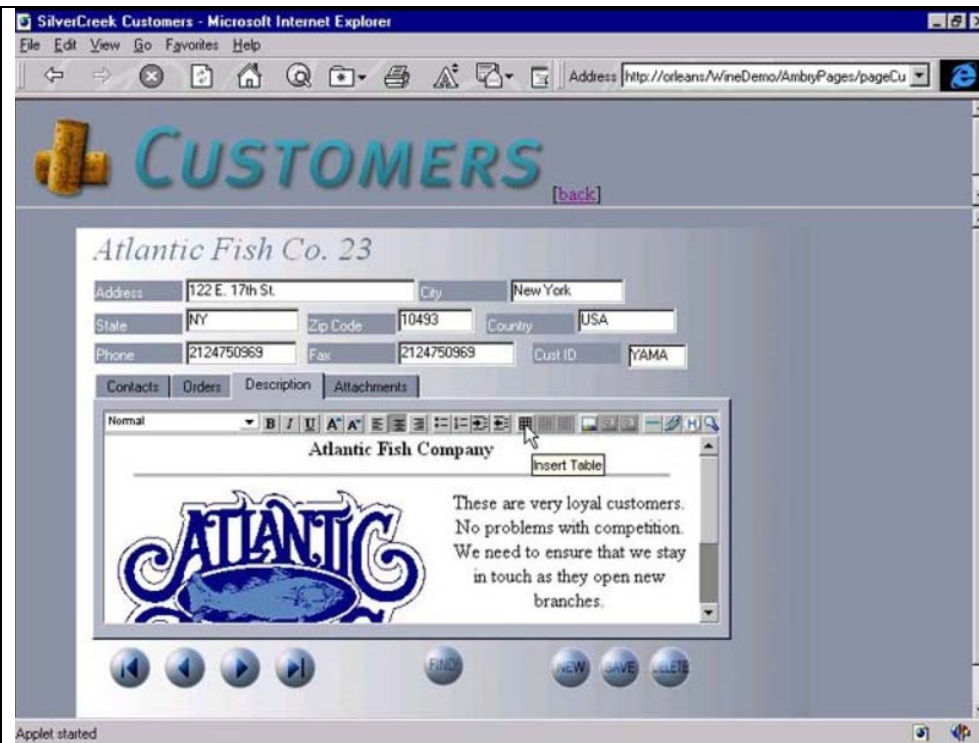 SilverCreek Customers - Microsoft Internet Explorer
File Edit View Go Favorites Help
Address http://orleans/WineDemo/AmbryPages/pageCu
CUSTOMERS
[back]
Atlantic Fish Co. 23
Address 122 E. 17th St. City New York
State NY Zip Code 10493 Country USA
Phone 2124750969 Fax 2124750969 Cust ID YAMA
Contacts Orders Description Attachments
Normal B I U A A
Atlantic Fish Company
Insert Table
These are very loyal customers.
No problems with competition.
We need to ensure that we stay
in touch as they open new
branches.
ATLANTIC
FIND NEW SAVE DELETE
Applet started